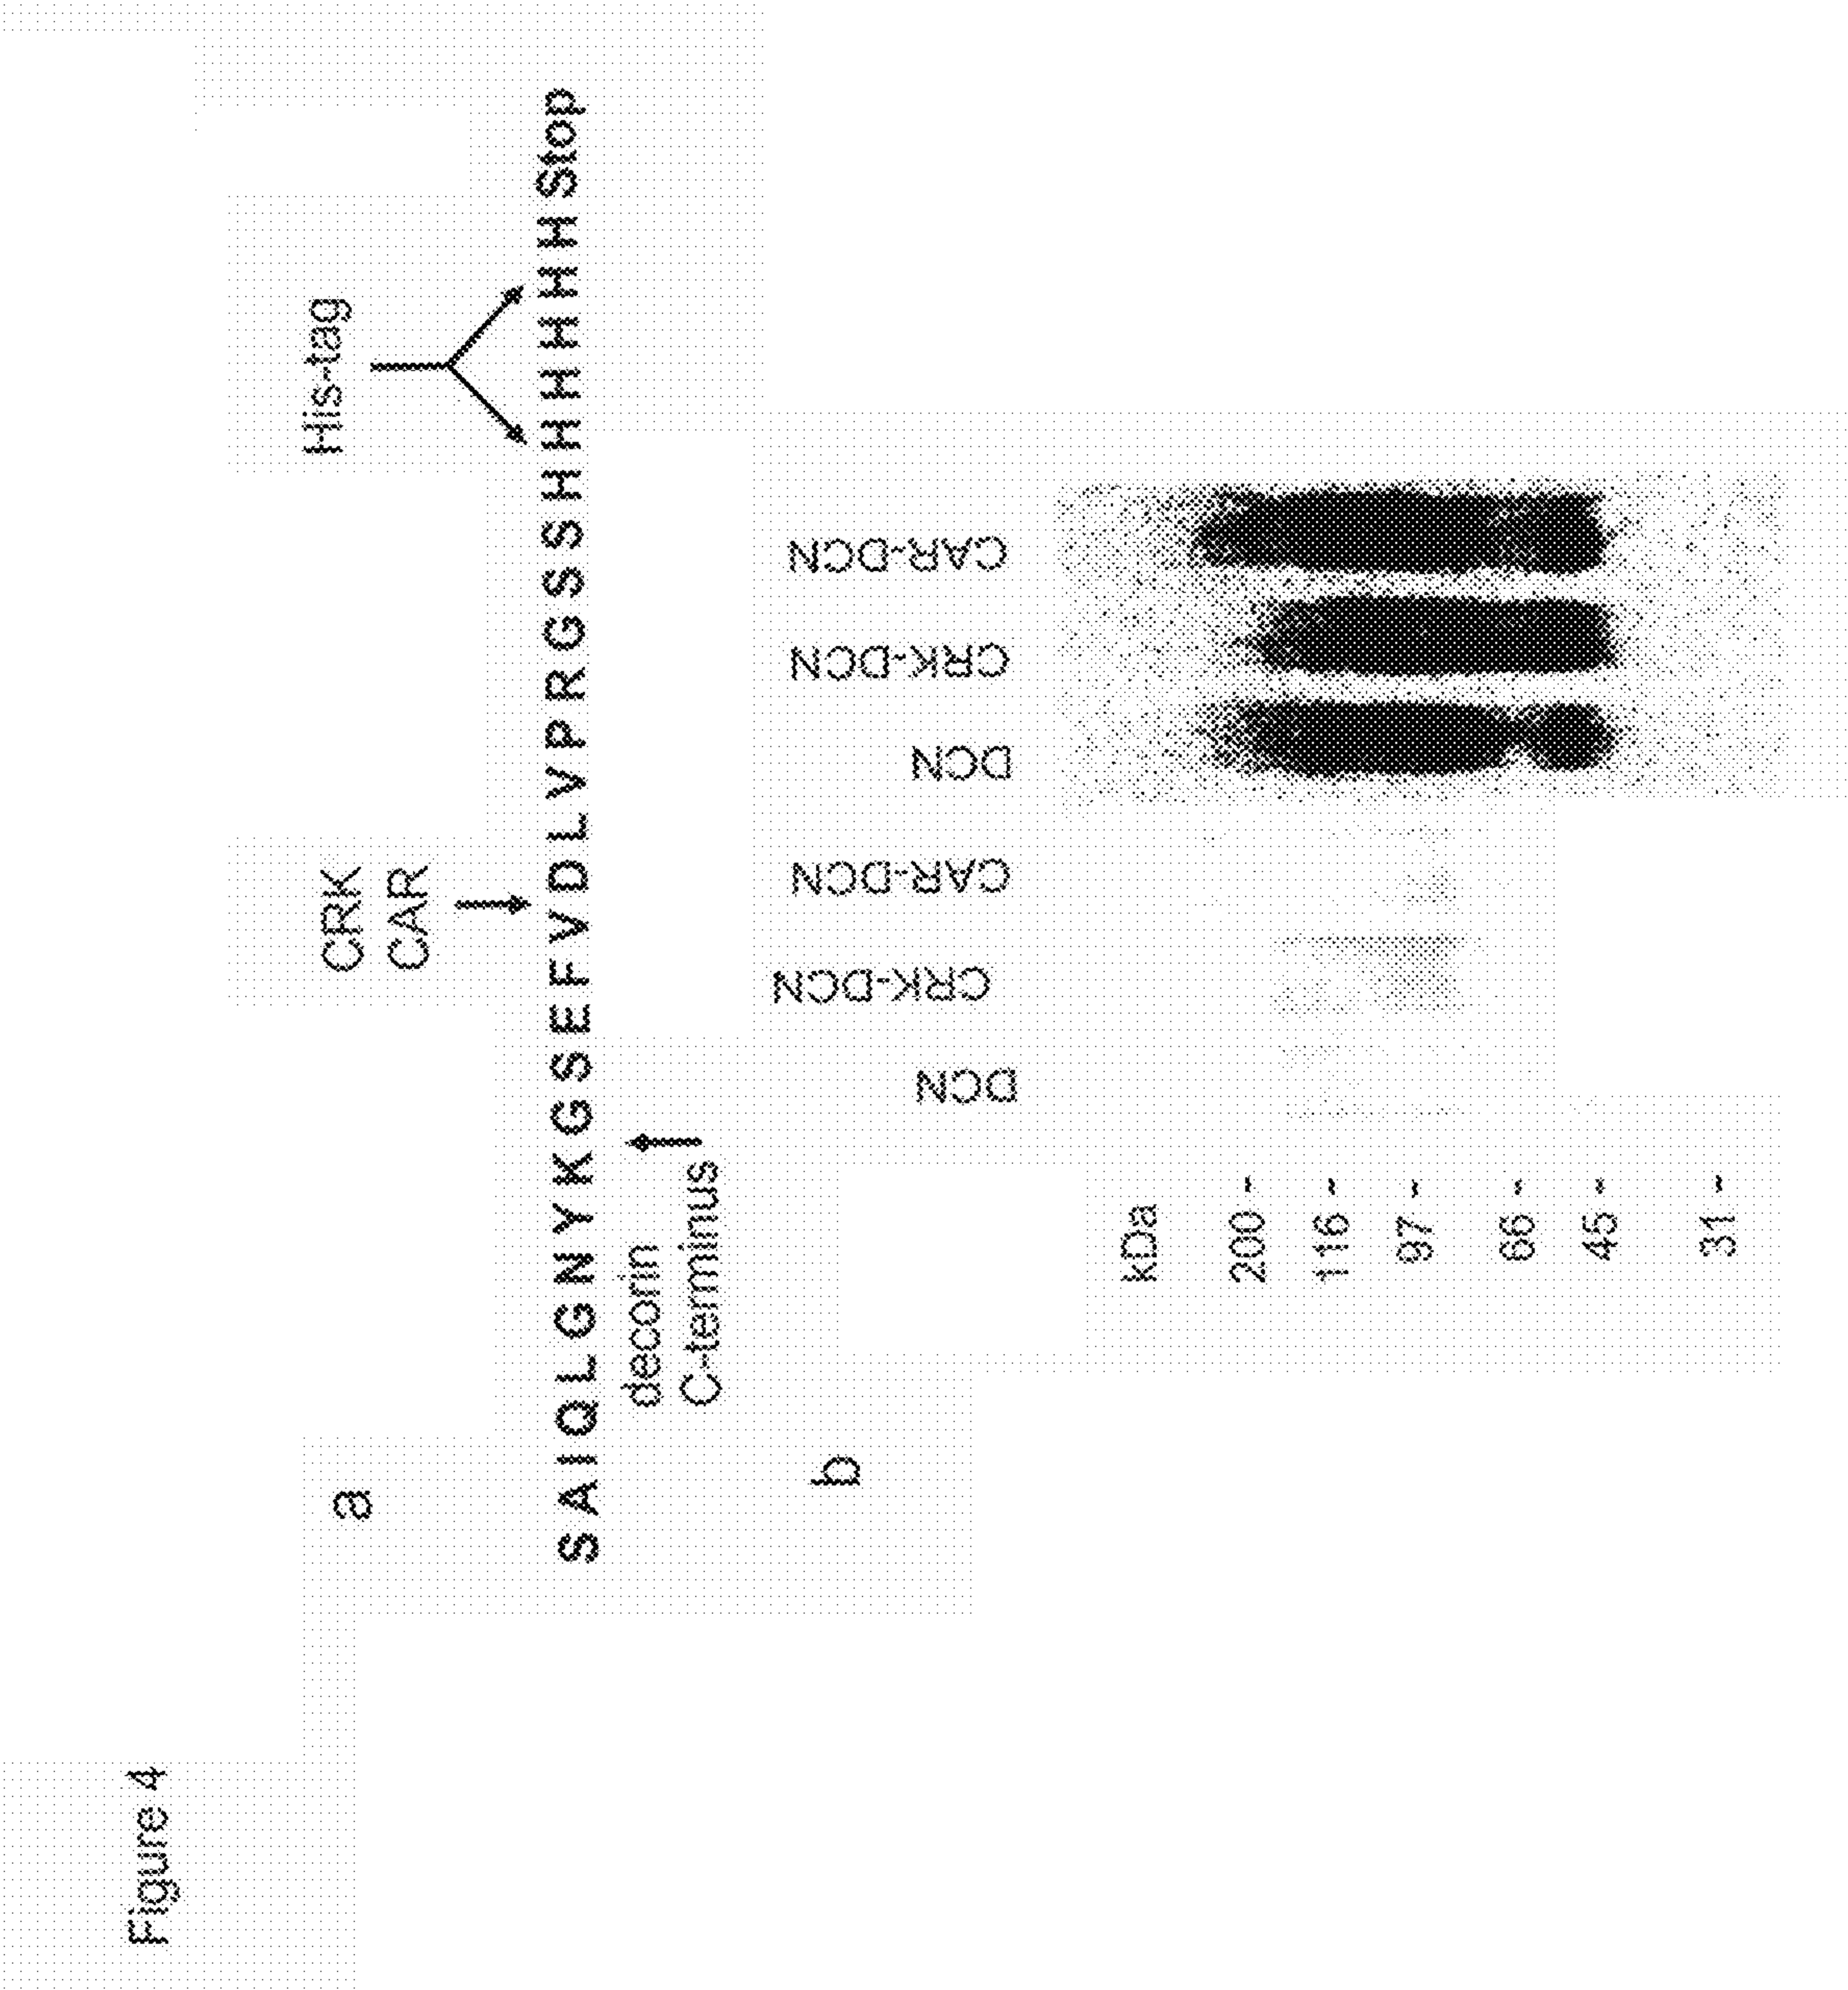 Figure 4
a
CRK
CAR
His-tag
S A I Q L G N Y K G S E F V D L V P R G S S H H H H H H Stop
decorin
C-terminus
b
DCN
CRK-DCN
CAR-DCN
DCN
CRK-DCN
CAR-DCN
kDa
200 -
116 -
97 -
66 -
45 -
31 -